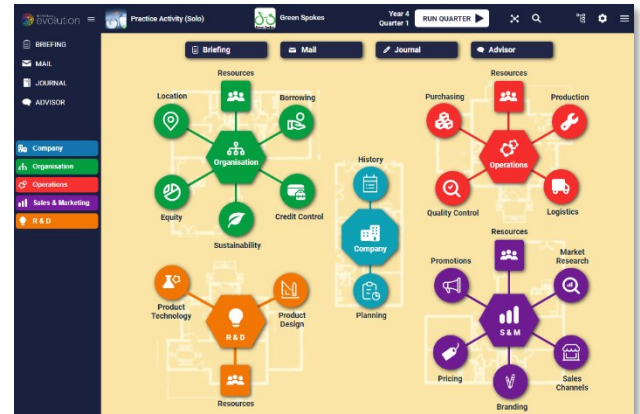 evolution
Practice Activity (Solo)
Green Spokes
Year 4
Quarter 1
RUN QUARTER
BRIEFING
MAIL
JOURNAL
ADVISOR
Company
Organisation
Operations
Sales & Marketing
R & D
Briefing
Mail
Journal
Advisor
Resources
Location
Borrowing
Organisation
Equity
Credit Control
Sustainability
History
Company
Planning
Resources
Purchasing
Production
Operations
Quality Control
Logistics
Product
Technology
Product
Design
R & D
Resources
Resources
Promotions
Market
Research
S & M
Pricing
Sales
Channels
Branding